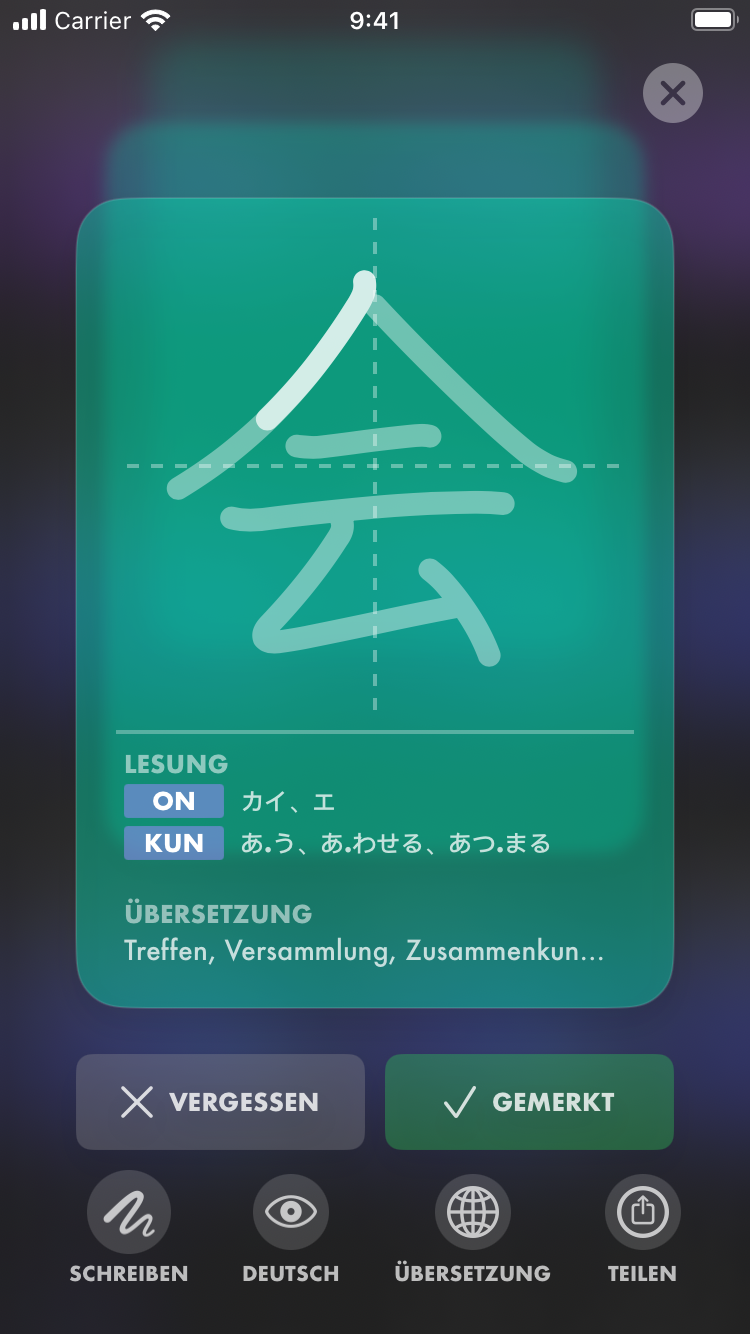 Carrier 9:41
会
LESUNG
ON カイ、エ
KUN あ.う、あ.わせる、あつ.まる
ÜBERSETZUNG
Treffen, Versammlung, Zusammenkun...
VERGESSEN GEMERKT
SCHREIBEN DEUTSCH ÜBERSETZUNG TEILEN